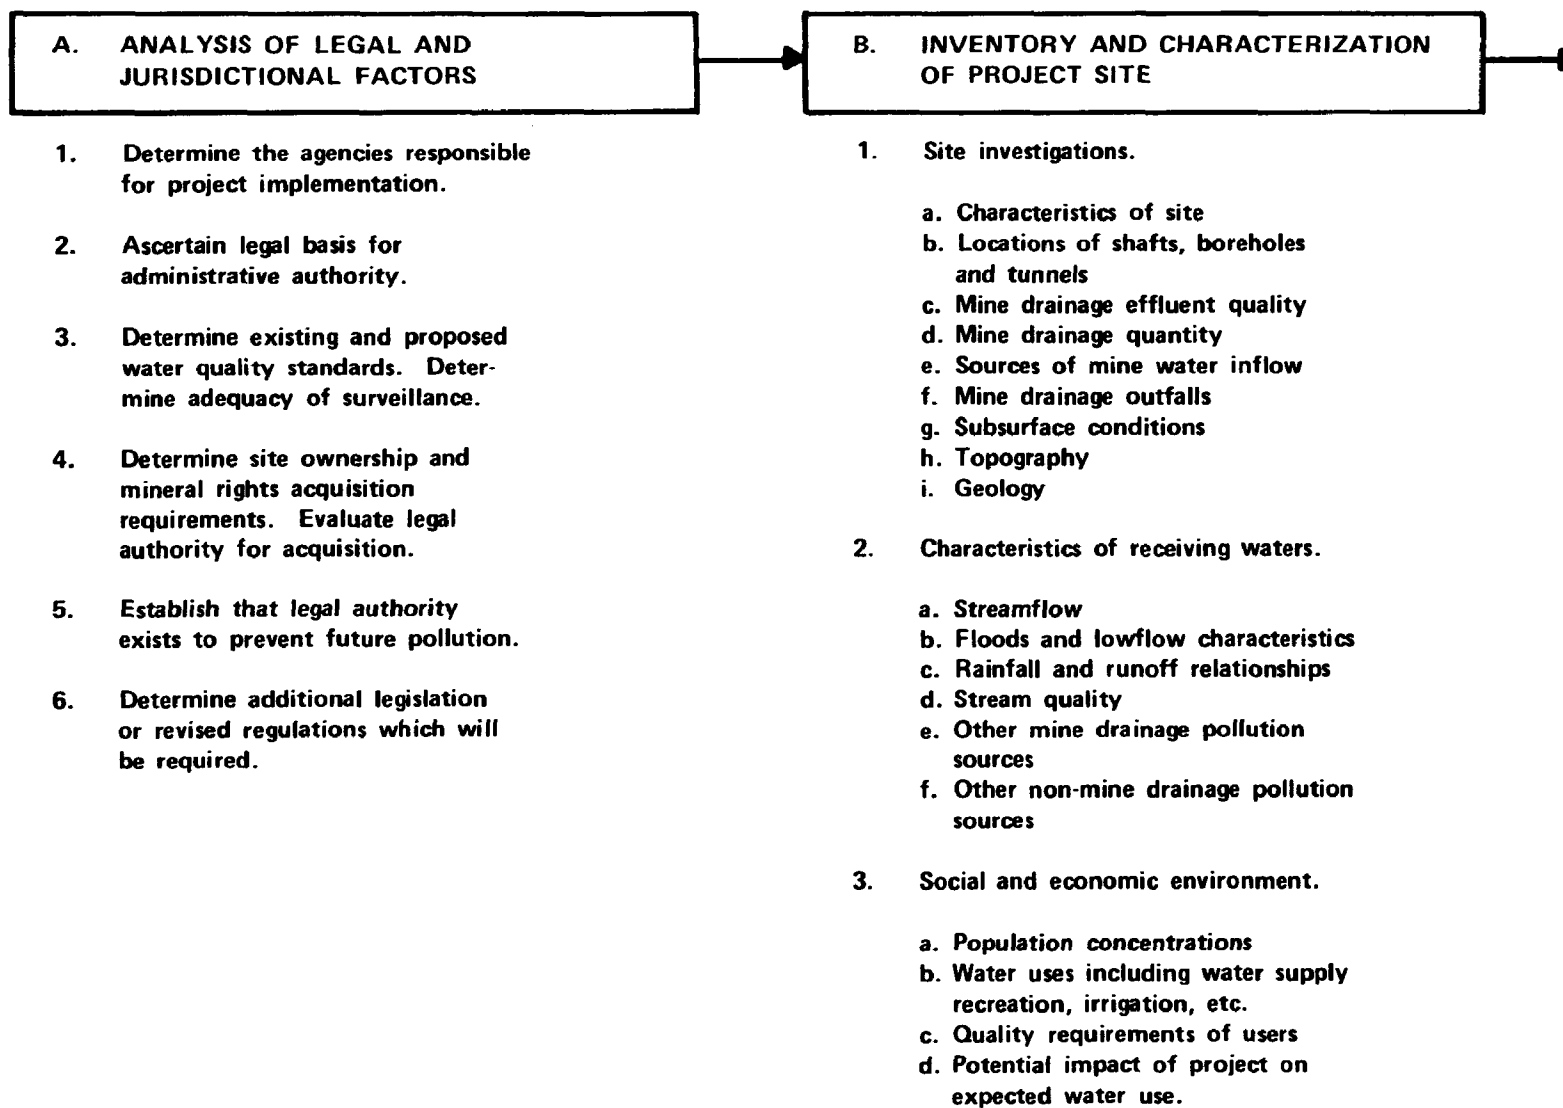 A. ANALYSIS OF LEGAL AND
JURISDICTIONAL FACTORS
1. Determine the agencies responsible
for project implementation.
2. Ascertain legal basis for
administrative authority.
3. Determine existing and proposed
water quality standards. Deter-
mine adequacy of surveillance.
4. Determine site ownership and
mineral rights acquisition
requirements. Evaluate legal
authority for acquisition.
5. Establish that legal authority
exists to prevent future pollution.
6. Determine additional legislation
or revised regulations which will
be required.
B. INVENTORY AND CHARACTERIZATION
OF PROJECT SITE
1. Site investigations.
a. Characteristics of site
b. Locations of shafts, boreholes
and tunnels
c. Mine drainage effluent quality
d. Mine drainage quantity
e. Sources of mine water inflow
f. Mine drainage outfalls
g. Subsurface conditions
h. Topography
i. Geology
2. Characteristics of receiving waters.
a. Streamflow
b. Floods and lowflow characteristics
c. Rainfall and runoff relationships
d. Stream quality
e. Other mine drainage pollution
sources
f. Other non-mine drainage pollution
sources
3. Social and economic environment.
a. Population concentrations
b. Water uses including water supply
recreation, irrigation, etc.
c. Quality requirements of users
d. Potential impact of project on
expected water use.